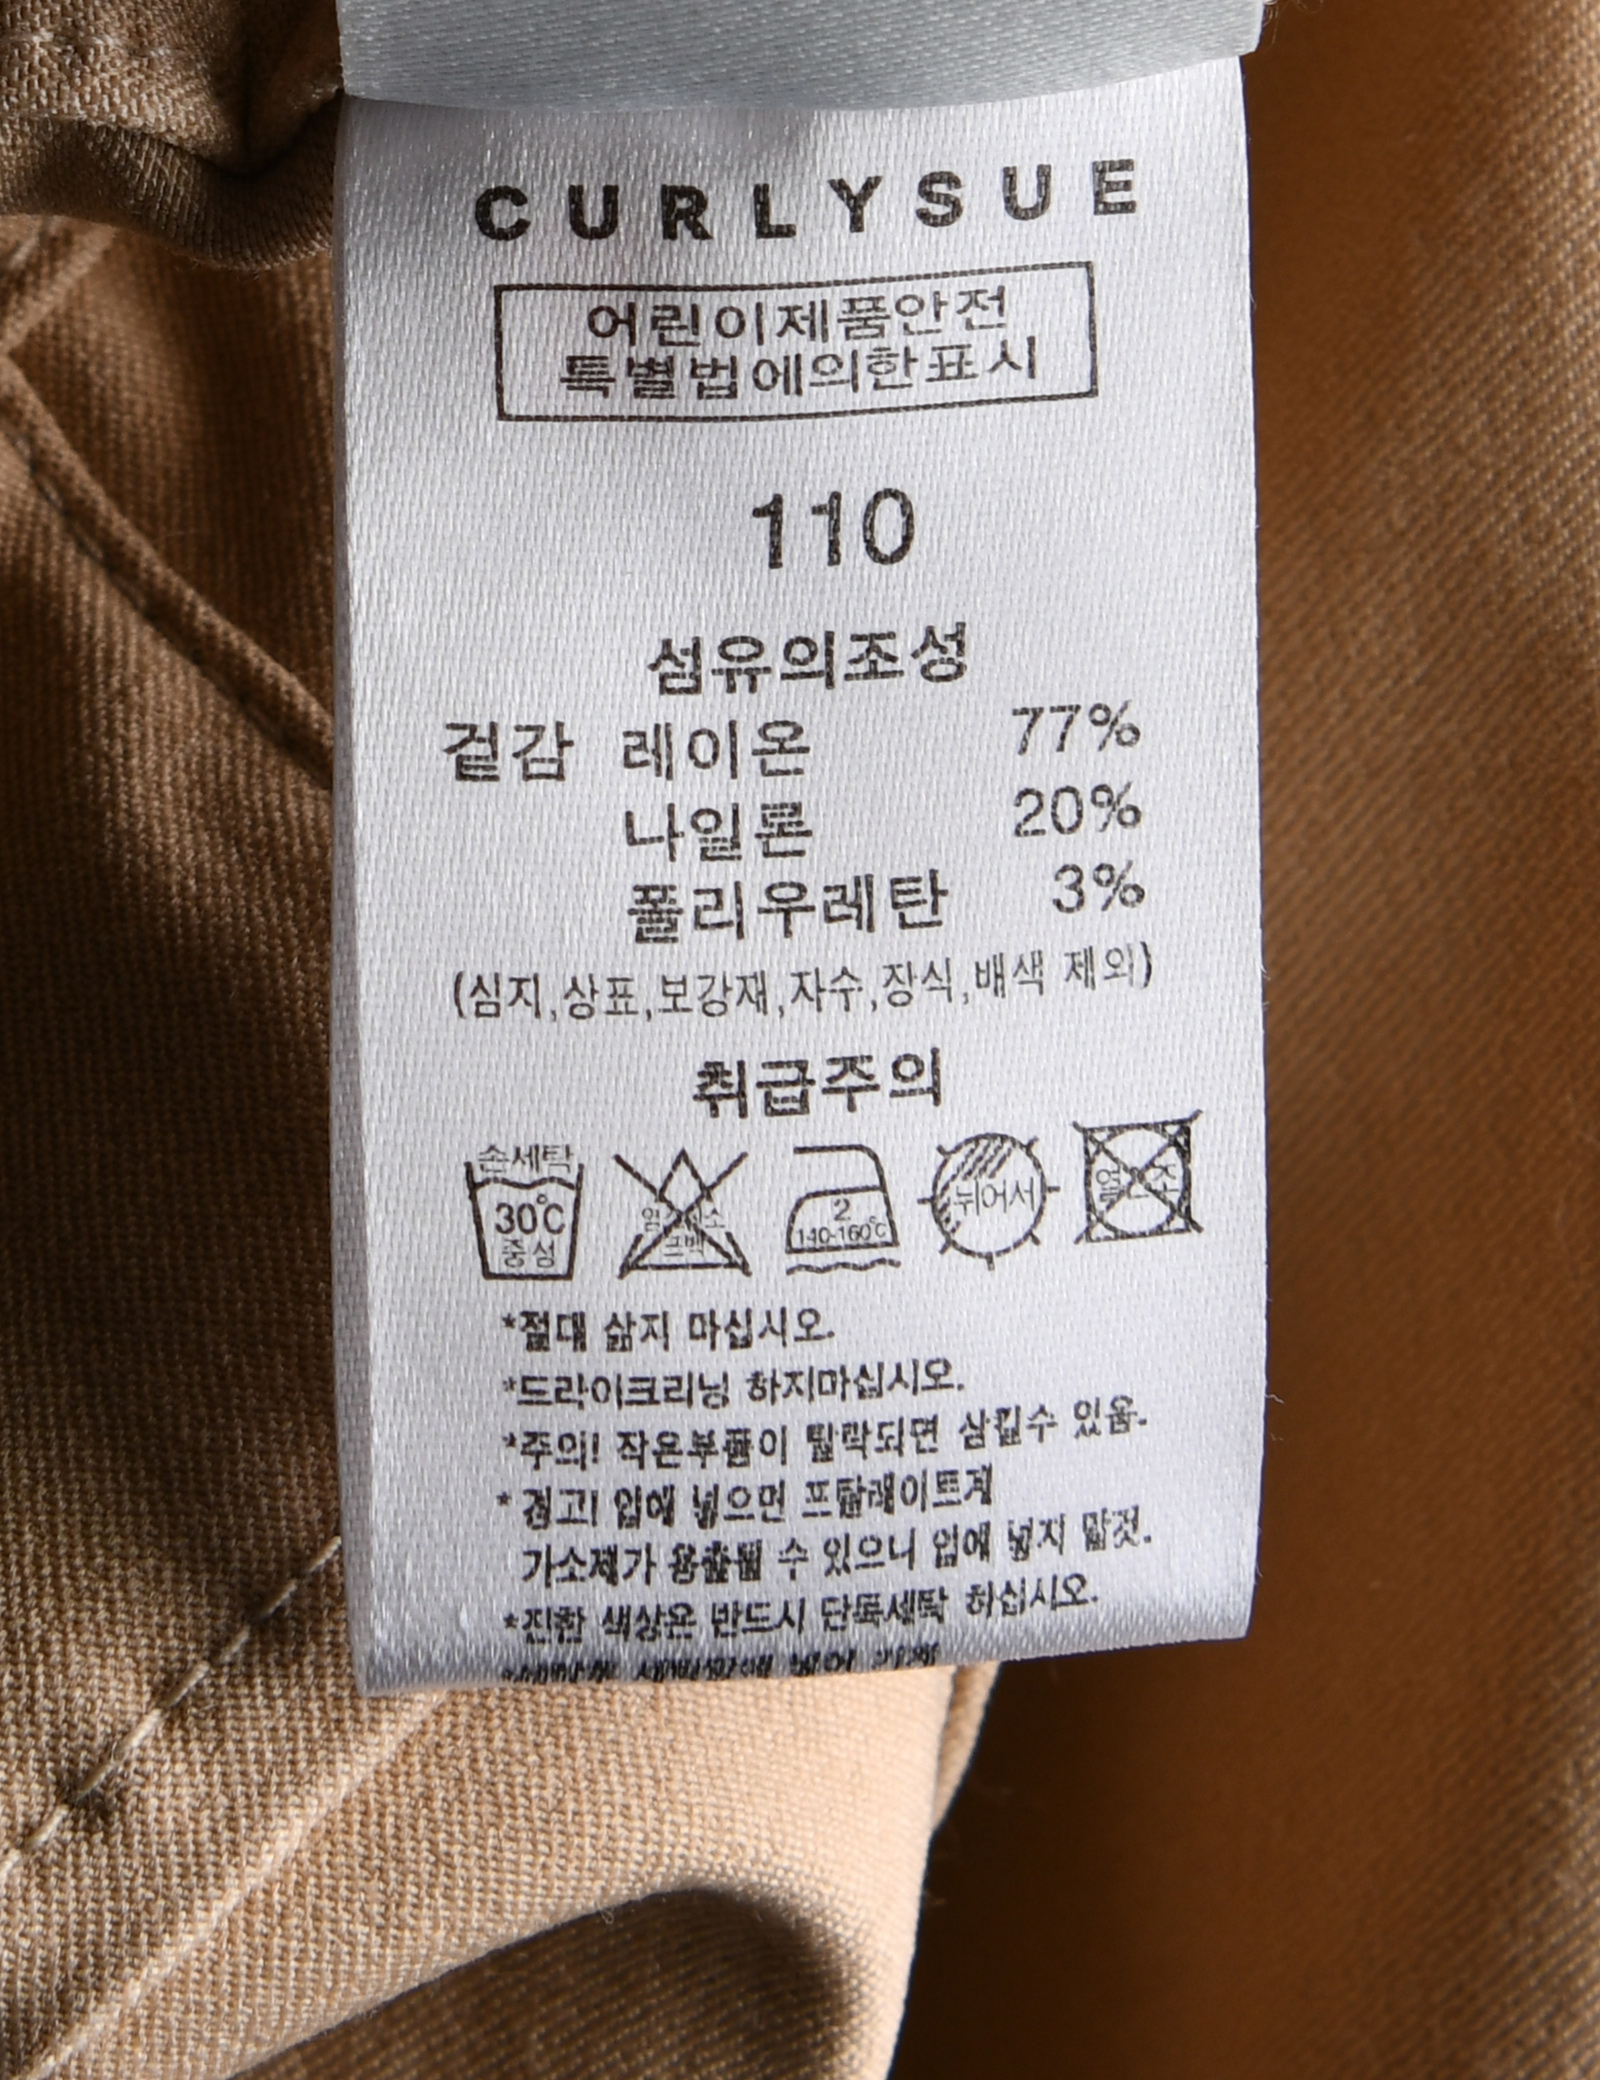 CURLYSUE
어린이제품안전
특별법에의한표시
110
섬유의조성
겉감 레이온 77%
나일론 20%
폴리우레탄 3%
(심지,상표,보강재,자수,장식,배색 제외)
취급주의
손세탁
30℃
중성
2
140-160℃
뉘어서
*절대 삶지 마십시오.
*드라이크리닝 하지마십시오.
*주의! 작은부품이 탈락되면 삼킬수 있음.
*경고! 입에 넣으면 프탈레이트계
가소제가 용출될 수 있으니 입에 넣지 말것.
*진한 색상은 반드시 단독세탁 하십시오.